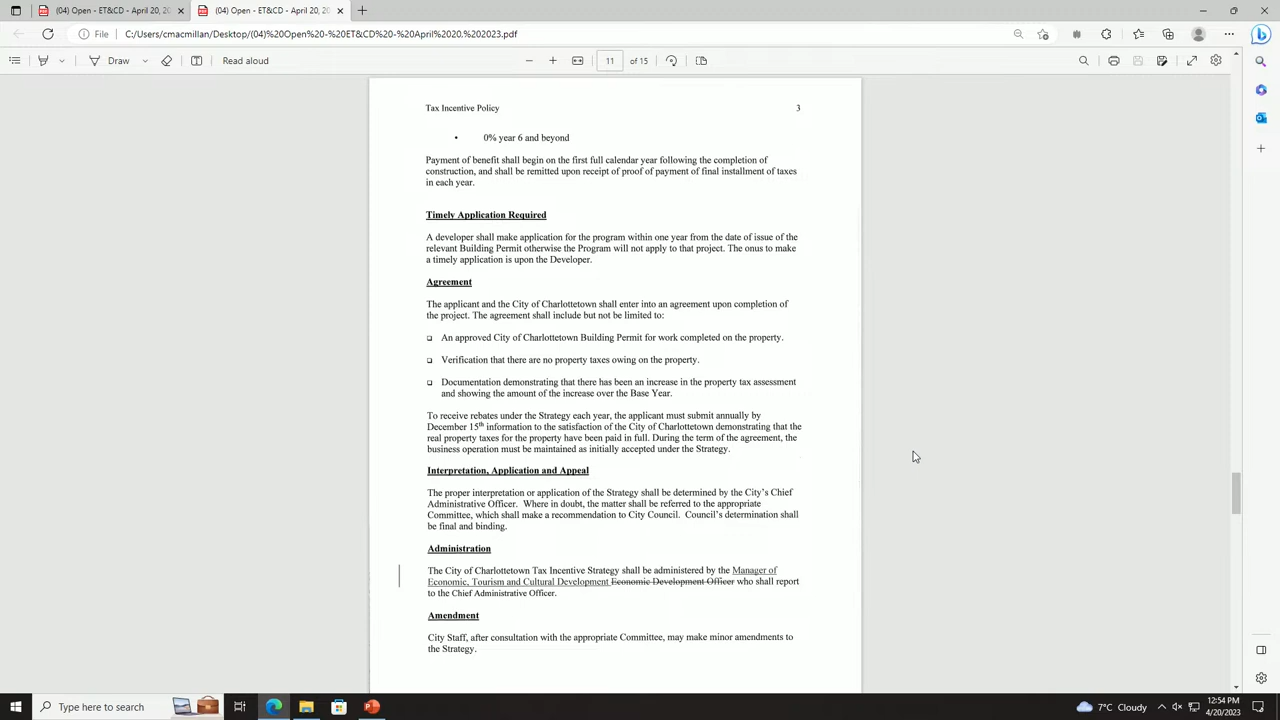 (04) Open - ET&CD - April 20, 20
(04) Open - ET&CD - April 20, 20
File
C:/Users/cmacmillan/Desktop/(04)%20Open%20-%20ET&CD%20-%20April%2020.%202023.pdf
Draw
Read aloud
11
of 15
Tax Incentive Policy
3
• 0% year 6 and beyond
Payment of benefit shall begin on the first full calendar year following the completion of
construction, and shall be remitted upon receipt of proof of payment of final installment of taxes
in each year.
Timely Application Required
A developer shall make application for the program within one year from the date of issue of the
relevant Building Permit otherwise the Program will not apply to that project. The onus to make
a timely application is upon the Developer.
Agreement
The applicant and the City of Charlottetown shall enter into an agreement upon completion of
the project. The agreement shall include but not be limited to:
❑ An approved City of Charlottetown Building Permit for work completed on the property.
❑ Verification that there are no property taxes owing on the property.
❑ Documentation demonstrating that there has been an increase in the property tax assessment
and showing the amount of the increase over the Base Year.
To receive rebates under the Strategy each year, the applicant must submit annually by
December 15th information to the satisfaction of the City of Charlottetown demonstrating that the
real property taxes for the property have been paid in full. During the term of the agreement, the
business operation must be maintained as initially accepted under the Strategy.
Interpretation, Application and Appeal
The proper interpretation or application of the Strategy shall be determined by the City's Chief
Administrative Officer. Where in doubt, the matter shall be referred to the appropriate
Committee, which shall make a recommendation to City Council. Council's determination shall
be final and binding.
Administration
The City of Charlottetown Tax Incentive Strategy shall be administered by the Manager of
Economic, Tourism and Cultural Development Economic Development Officer who shall report
to the Chief Administrative Officer.
Amendment
City Staff, after consultation with the appropriate Committee, may make minor amendments to
the Strategy.
Type here to search
7°C Cloudy
12:54 PM
4/20/2023